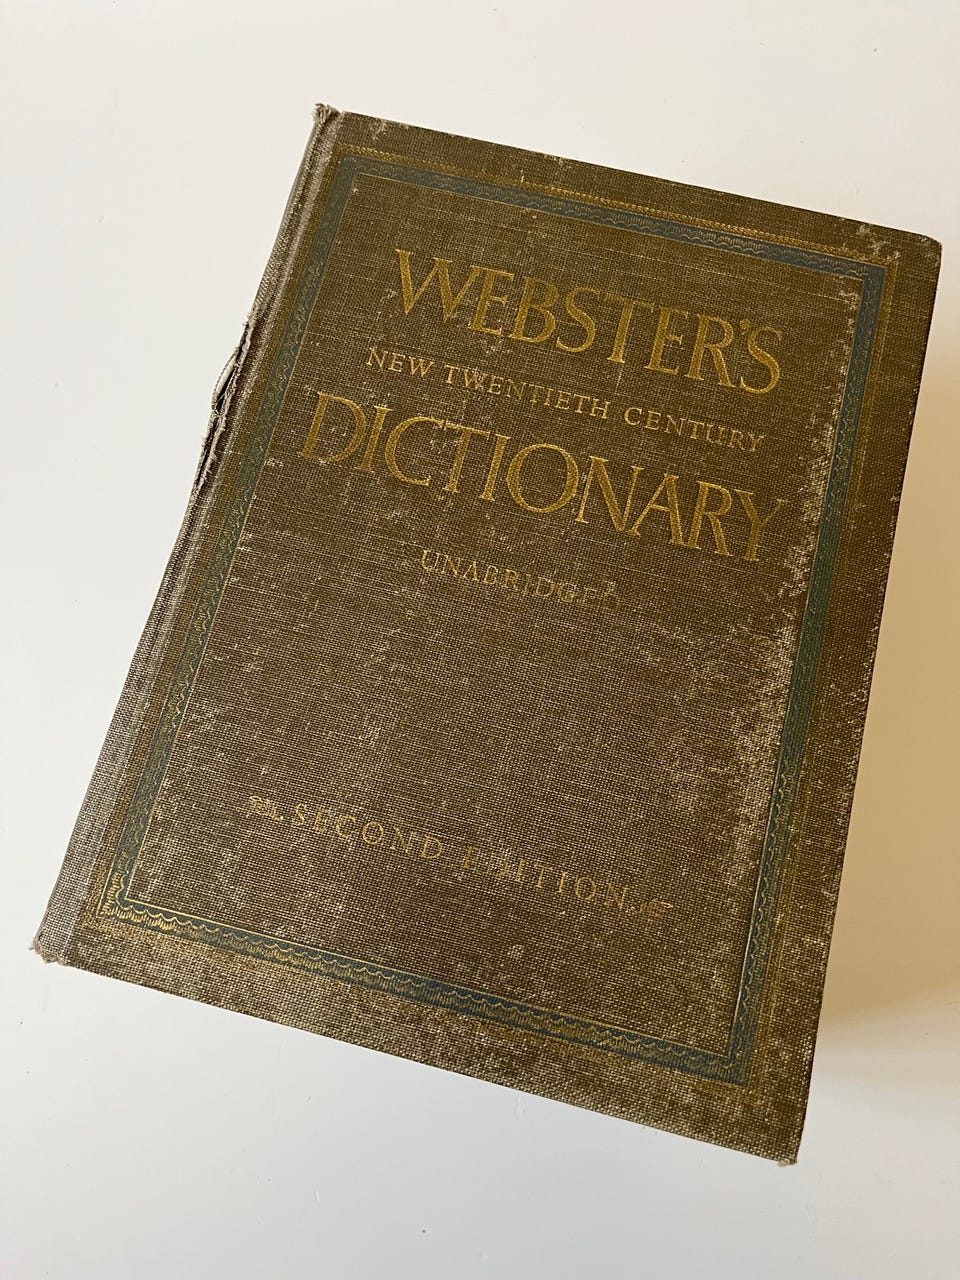 WEBSTER'S
NEW TWENTIETH CENTURY
DICTIONARY
UNABRIDGED
SECOND EDITION